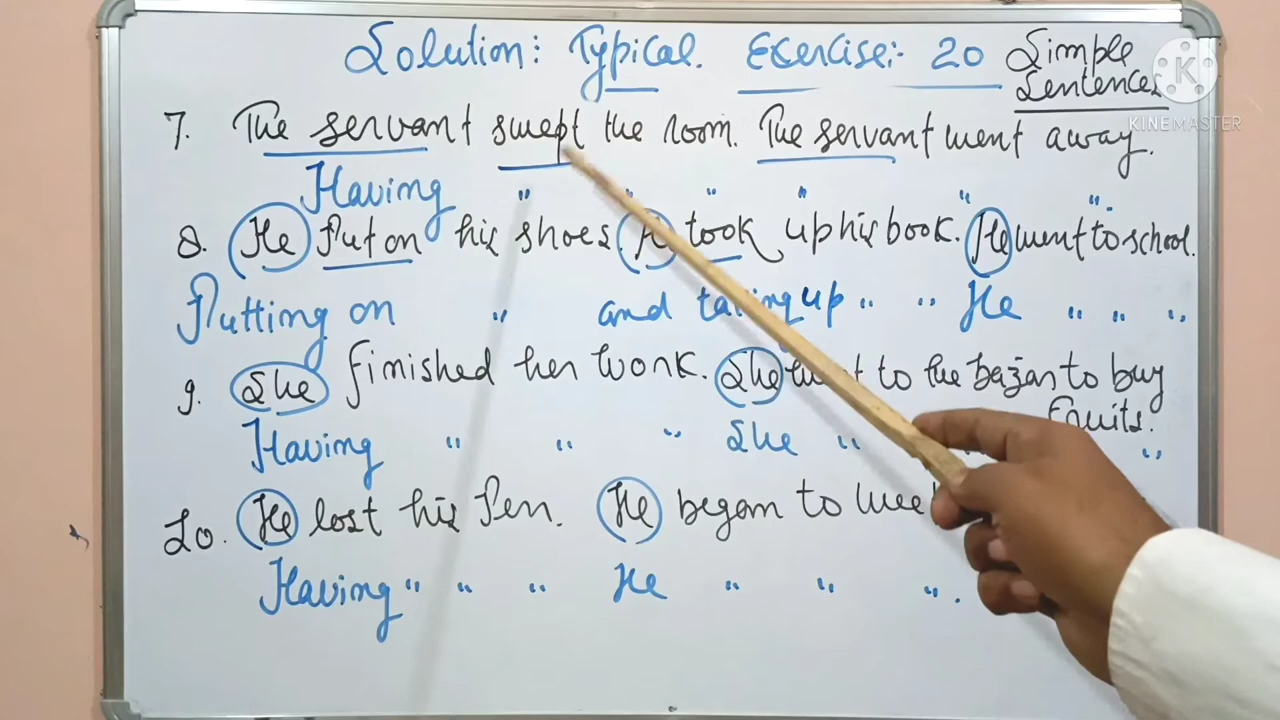 Solution: Typical. Exercise:- 20 Simple Sentences
KINEMASTER
7. The servant swept the room. The servant went away.
Having " " " " " ".
8. He Put on his shoes. took up his book. He went to school.
Putting on " and taking up " " He " " ".
9. She finished her work. She to the bazar to buy fruits.
Having " " " She " "
10. He lost his Pen. He began to
Having " " " He " " ".